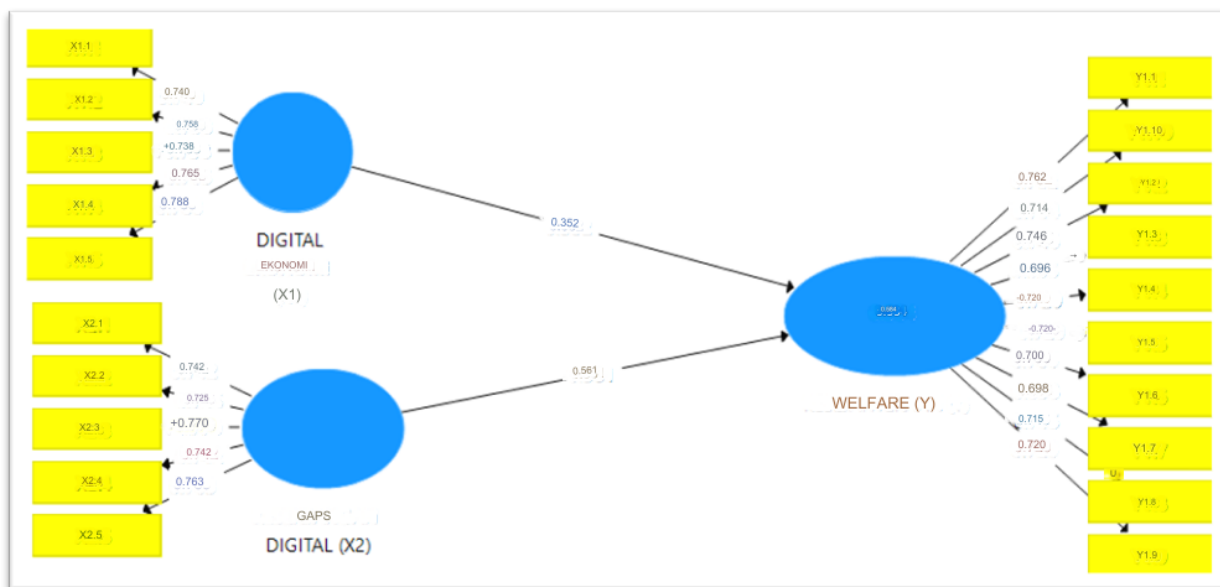 X1.1
X1.2
X1.3
X1.4
X1.5
0.740
0.758
+0.738
0.765
0.788
DIGITAL
EKONOMI
(X1)
X2.1
X2.2
X2.3
X2.4
X2.5
0.742
0.725
+0.770
0.742
0.763
GAPS
DIGITAL (X2)
0.352
0.561
WELFARE (Y)
0.762
0.714
0.746
0.696
-0.720
-0.720-
0.700
0.698
0.715
0.720
Y1.1
Y1.10
Y1.2
Y1.3
Y1.4
Y1.5
Y1.6
Y1.7
Y1.8
Y1.9